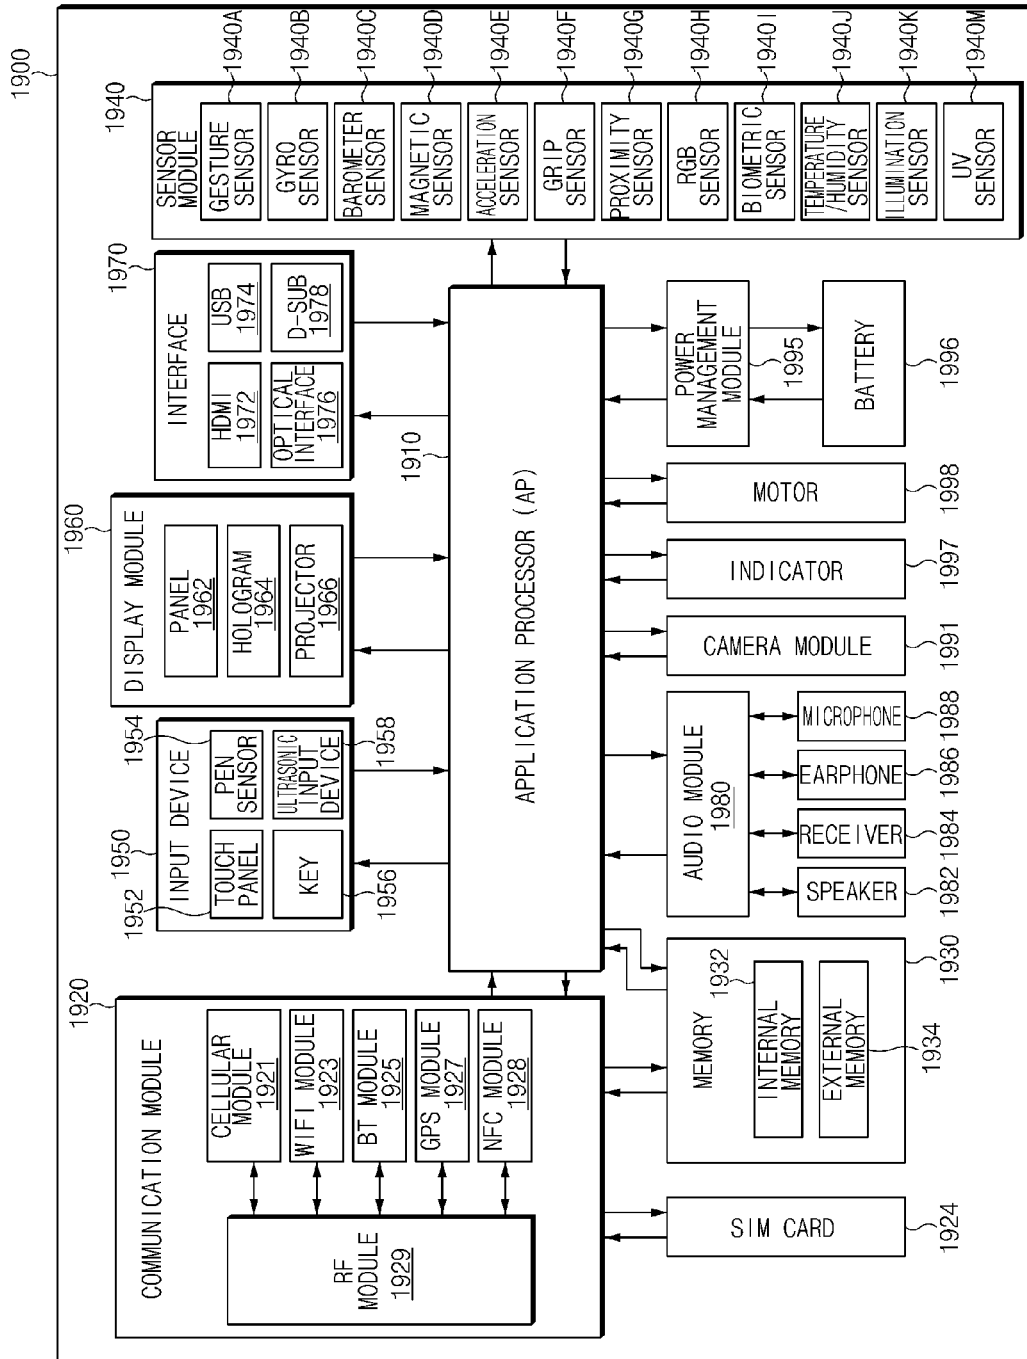 1900
COMMUNICATION MODULE
1920
RF
MODULE
1929
CELLULAR
MODULE
1921
WIFI MODULE
1923
BT MODULE
1925
GPS MODULE
1927
NFC MODULE
1928
INPUT DEVICE
1950
TOUCH
PANEL
1952
PEN
SENSOR
1954
KEY
1956
ULTRASONIC
INPUT
DEVICE
1958
DISPLAY MODULE
1960
PANEL
1962
HOLOGRAM
1964
PROJECTOR
1966
INTERFACE
1970
HDMI
1972
USB
1974
OPTICAL
INTERFACE
1976
D-SUB
1978
SENSOR
MODULE
1940
GESTURE
SENSOR
1940A
GYRO
SENSOR
1940B
BAROMETER
SENSOR
1940C
MAGNETIC
SENSOR
1940D
ACCELERATION
SENSOR
1940E
GRIP
SENSOR
1940F
PROXIMITY
SENSOR
1940G
RGB
SENSOR
1940H
BIOMETRIC
SENSOR
1940I
TEMPERATURE
/HUMIDITY
SENSOR
1940J
ILLUMINATION
SENSOR
1940K
UV
SENSOR
1940M
APPLICATION PROCESSOR (AP)
1910
SIM CARD
1924
MEMORY
1930
INTERNAL
MEMORY
1932
EXTERNAL
MEMORY
1934
AUDIO MODULE
1980
SPEAKER
1982
RECEIVER
1984
EARPHONE
1986
MICROPHONE
1988
CAMERA MODULE
1991
INDICATOR
1997
MOTOR
1998
POWER
MANAGEMENT
MODULE
1995
BATTERY
1996